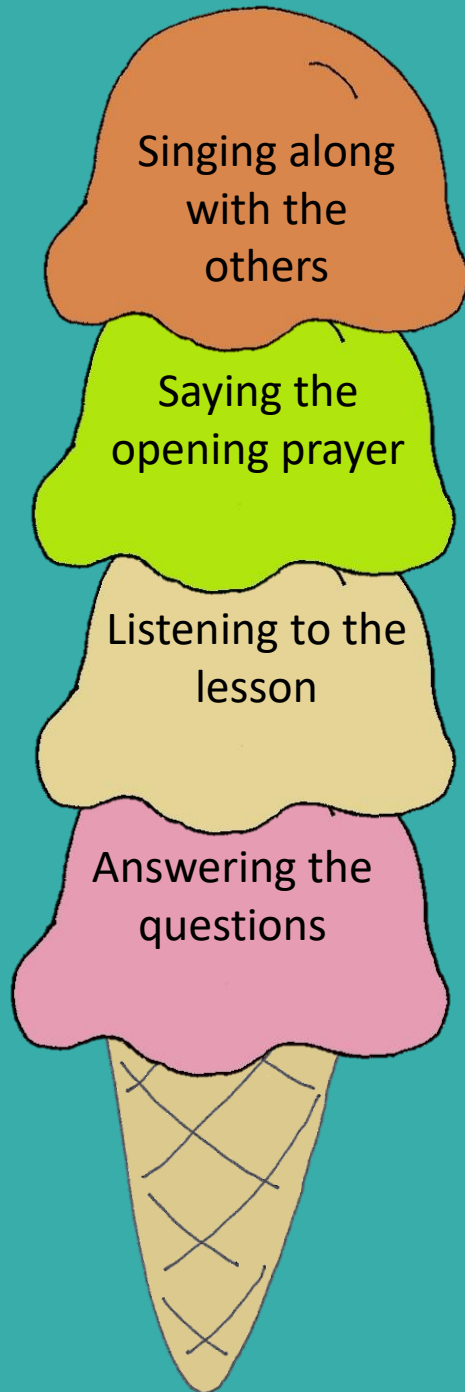 Singing along
with the
others
Saying the
opening prayer
Listening to the
lesson
Answering the
questions